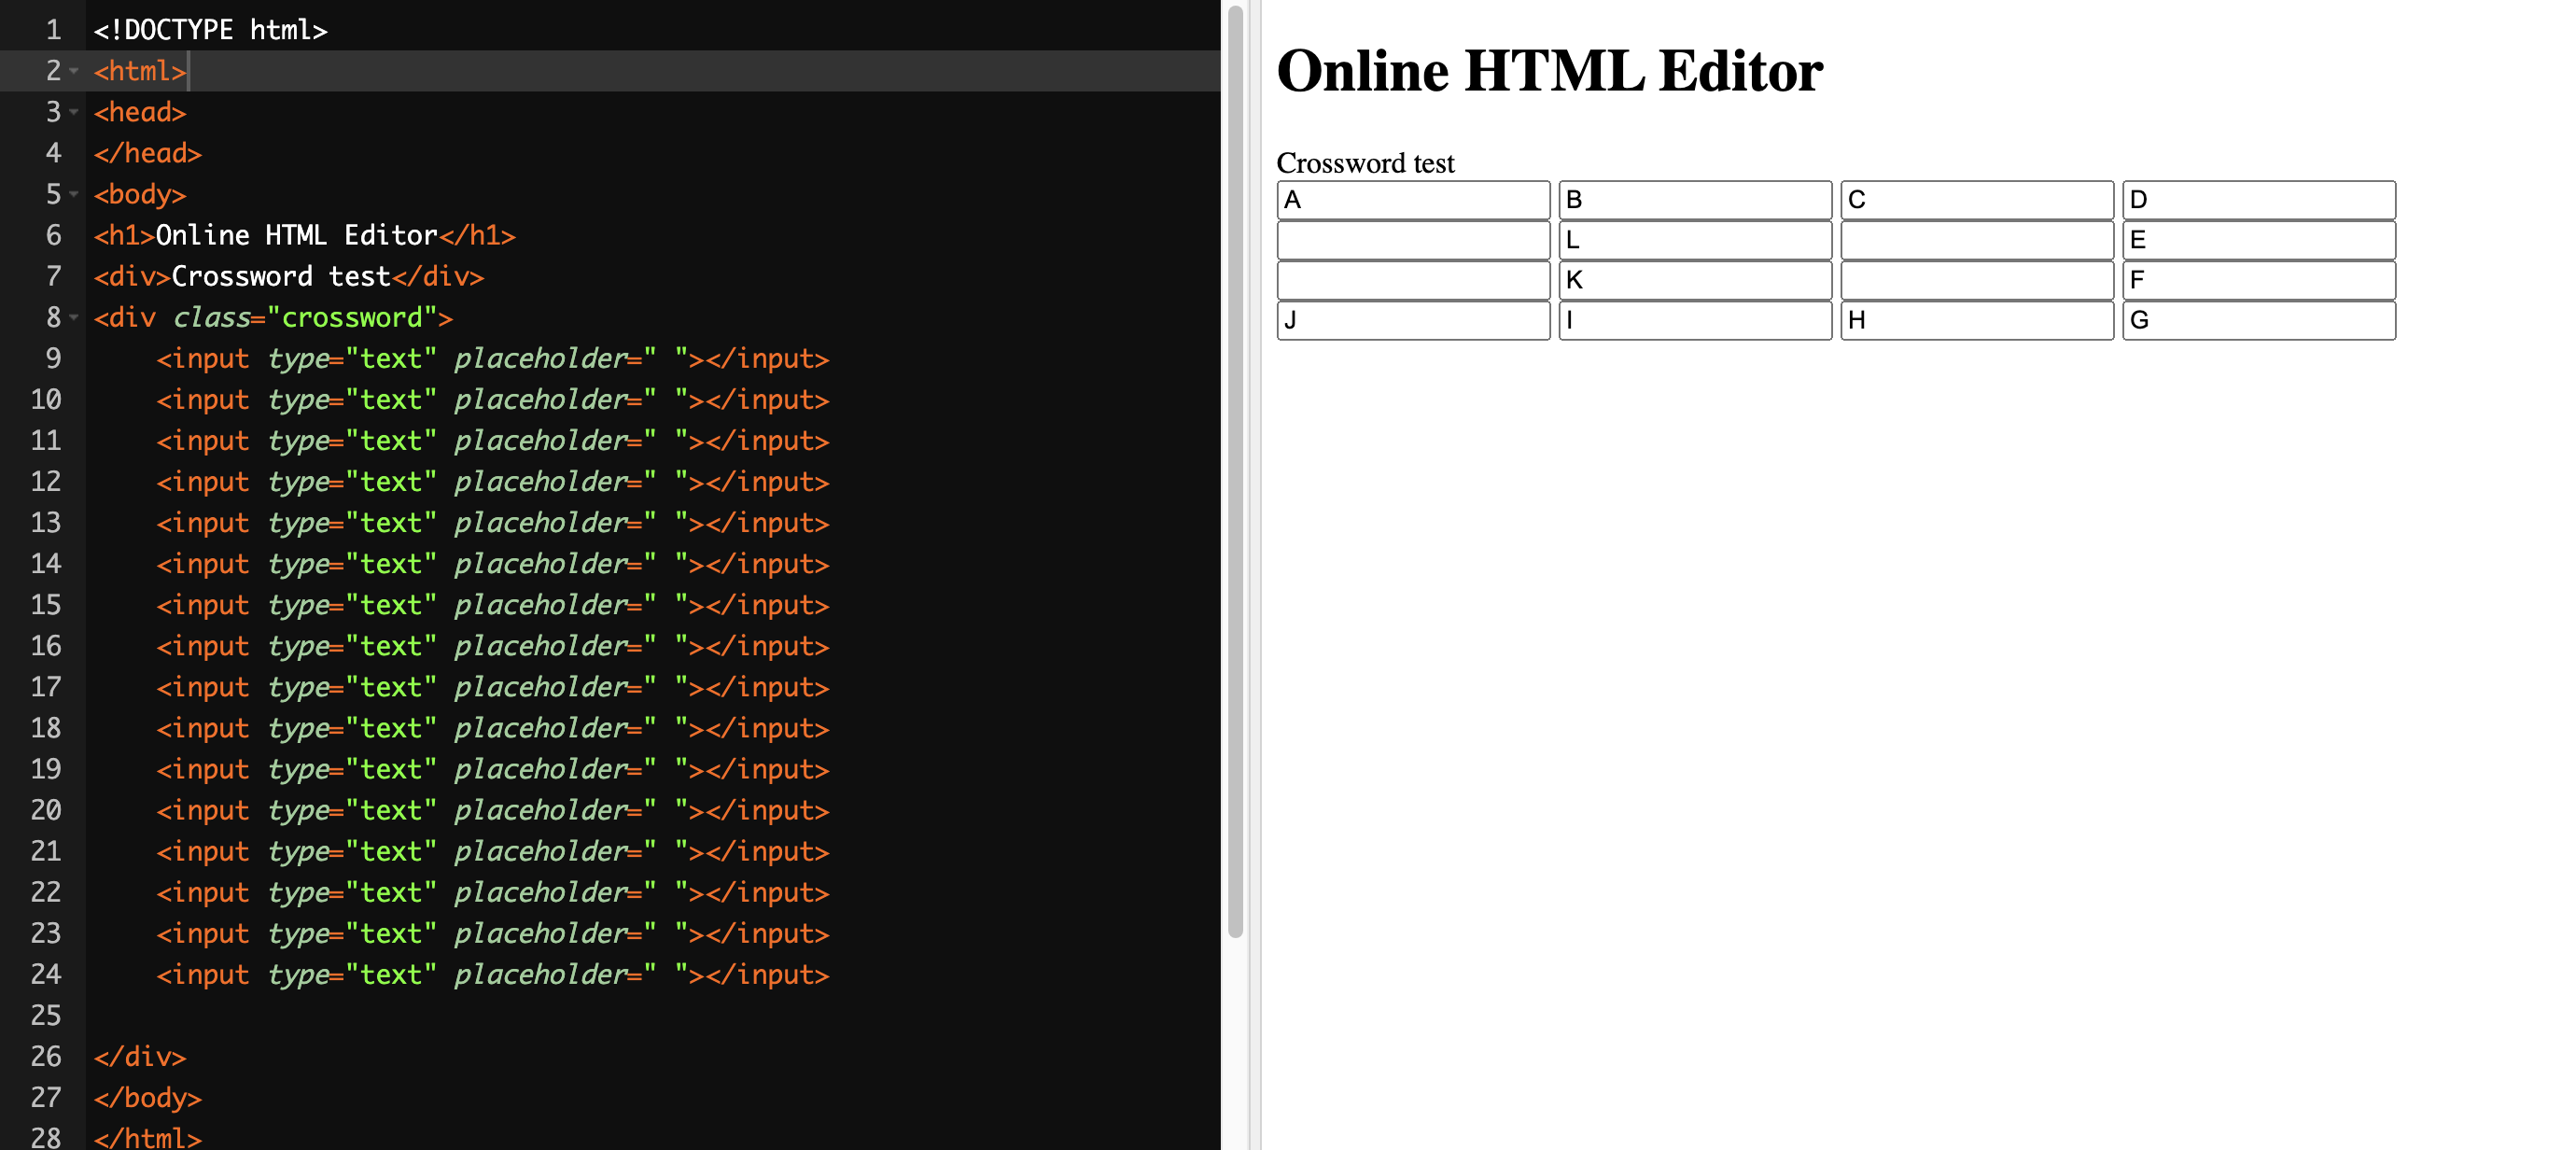 1 <!DOCTYPE html>
2 <html>
3 <head>
4 </head>
5 <body>
6 <h1>Online HTML Editor</h1>
7 <div>Crossword test</div>
8 <div class="crossword">
9 <input type="text" placeholder=" "></input>
10 <input type="text" placeholder=" "></input>
11 <input type="text" placeholder=" "></input>
12 <input type="text" placeholder=" "></input>
13 <input type="text" placeholder=" "></input>
14 <input type="text" placeholder=" "></input>
15 <input type="text" placeholder=" "></input>
16 <input type="text" placeholder=" "></input>
17 <input type="text" placeholder=" "></input>
18 <input type="text" placeholder=" "></input>
19 <input type="text" placeholder=" "></input>
20 <input type="text" placeholder=" "></input>
21 <input type="text" placeholder=" "></input>
22 <input type="text" placeholder=" "></input>
23 <input type="text" placeholder=" "></input>
24 <input type="text" placeholder=" "></input>
25
26 </div>
27 </body>
28 </html>
Online HTML Editor
Crossword test
A B C D
L E
K F
J I H G